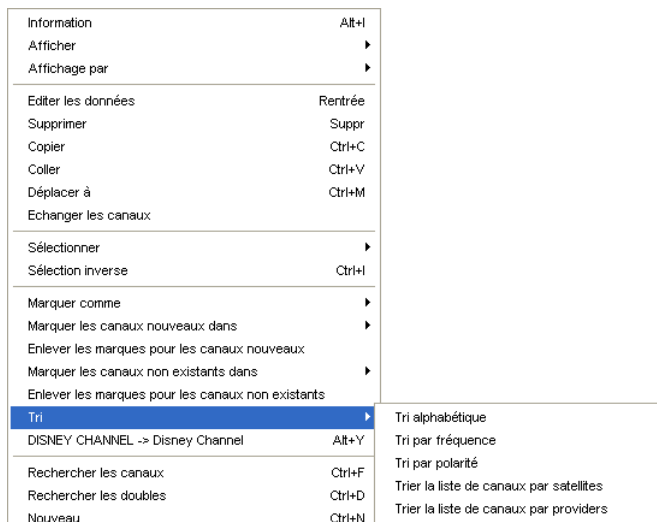 Information Alt+I
Afficher
Affichage par
Editer les données Rentrée
Supprimer Suppr
Copier Ctrl+C
Coller Ctrl+V
Déplacer à Ctrl+M
Echanger les canaux
Sélectionner
Sélection inverse Ctrl+I
Marquer comme
Marquer les canaux nouveaux dans
Enlever les marques pour les canaux nouveaux
Marquer les canaux non existants dans
Enlever les marques pour les canaux non existants
Tri
Tri alphabétique
DISNEY CHANNEL -> Disney Channel Alt+Y
Tri par fréquence
Tri par polarité
Rechercher les canaux Ctrl+F
Trier la liste de canaux par satellites
Rechercher les doubles Ctrl+D
Trier la liste de canaux par providers
Nouveau Ctrl+N